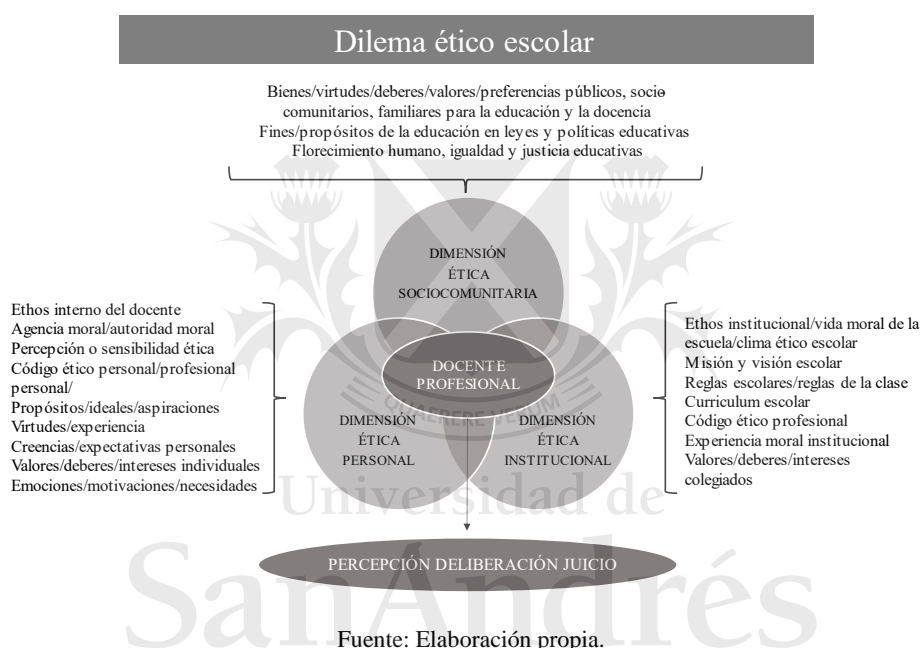 Dilema ético escolar
Bienes/virtudes/deberes/valores/preferencias públicos, socio-
comunitarios, familiares para la educación y la docencia
Fines/propósitos de la educación en leyes y políticas educativas
Florecimiento humano, igualdad y justicia educativas
DIMENSIÓN
ÉTICA
SOCIOCOMUNITARIA
Ethos interno del docente
Agencia moral/autoridad moral
Percepción o sensibilidad ética
Código ético personal/profesional
personal/
Propósitos/ideales/aspiraciones
Virtudes/experiencia
Creencias/expectativas personales
Valores/deberes/intereses individuales
Emociones/motivaciones/necesidades
DOCENTE
PROFESIONAL
QUAERERE VERUM
DIMENSIÓN
ÉTICA
PERSONAL
DIMENSIÓN
ÉTICA
INSTITUCIONAL
Ethos institucional/vida moral de la
escuela/clima ético escolar
Misión y visión escolar
Reglas escolares/reglas de la clase
Curriculum escolar
Código ético profesional
Experiencia moral institucional
Valores/deberes/intereses
colegiados
Universidad de
SanAndrés
PERCEPCIÓN DELIBERACIÓN JUICIO
Fuente: Elaboración propia.